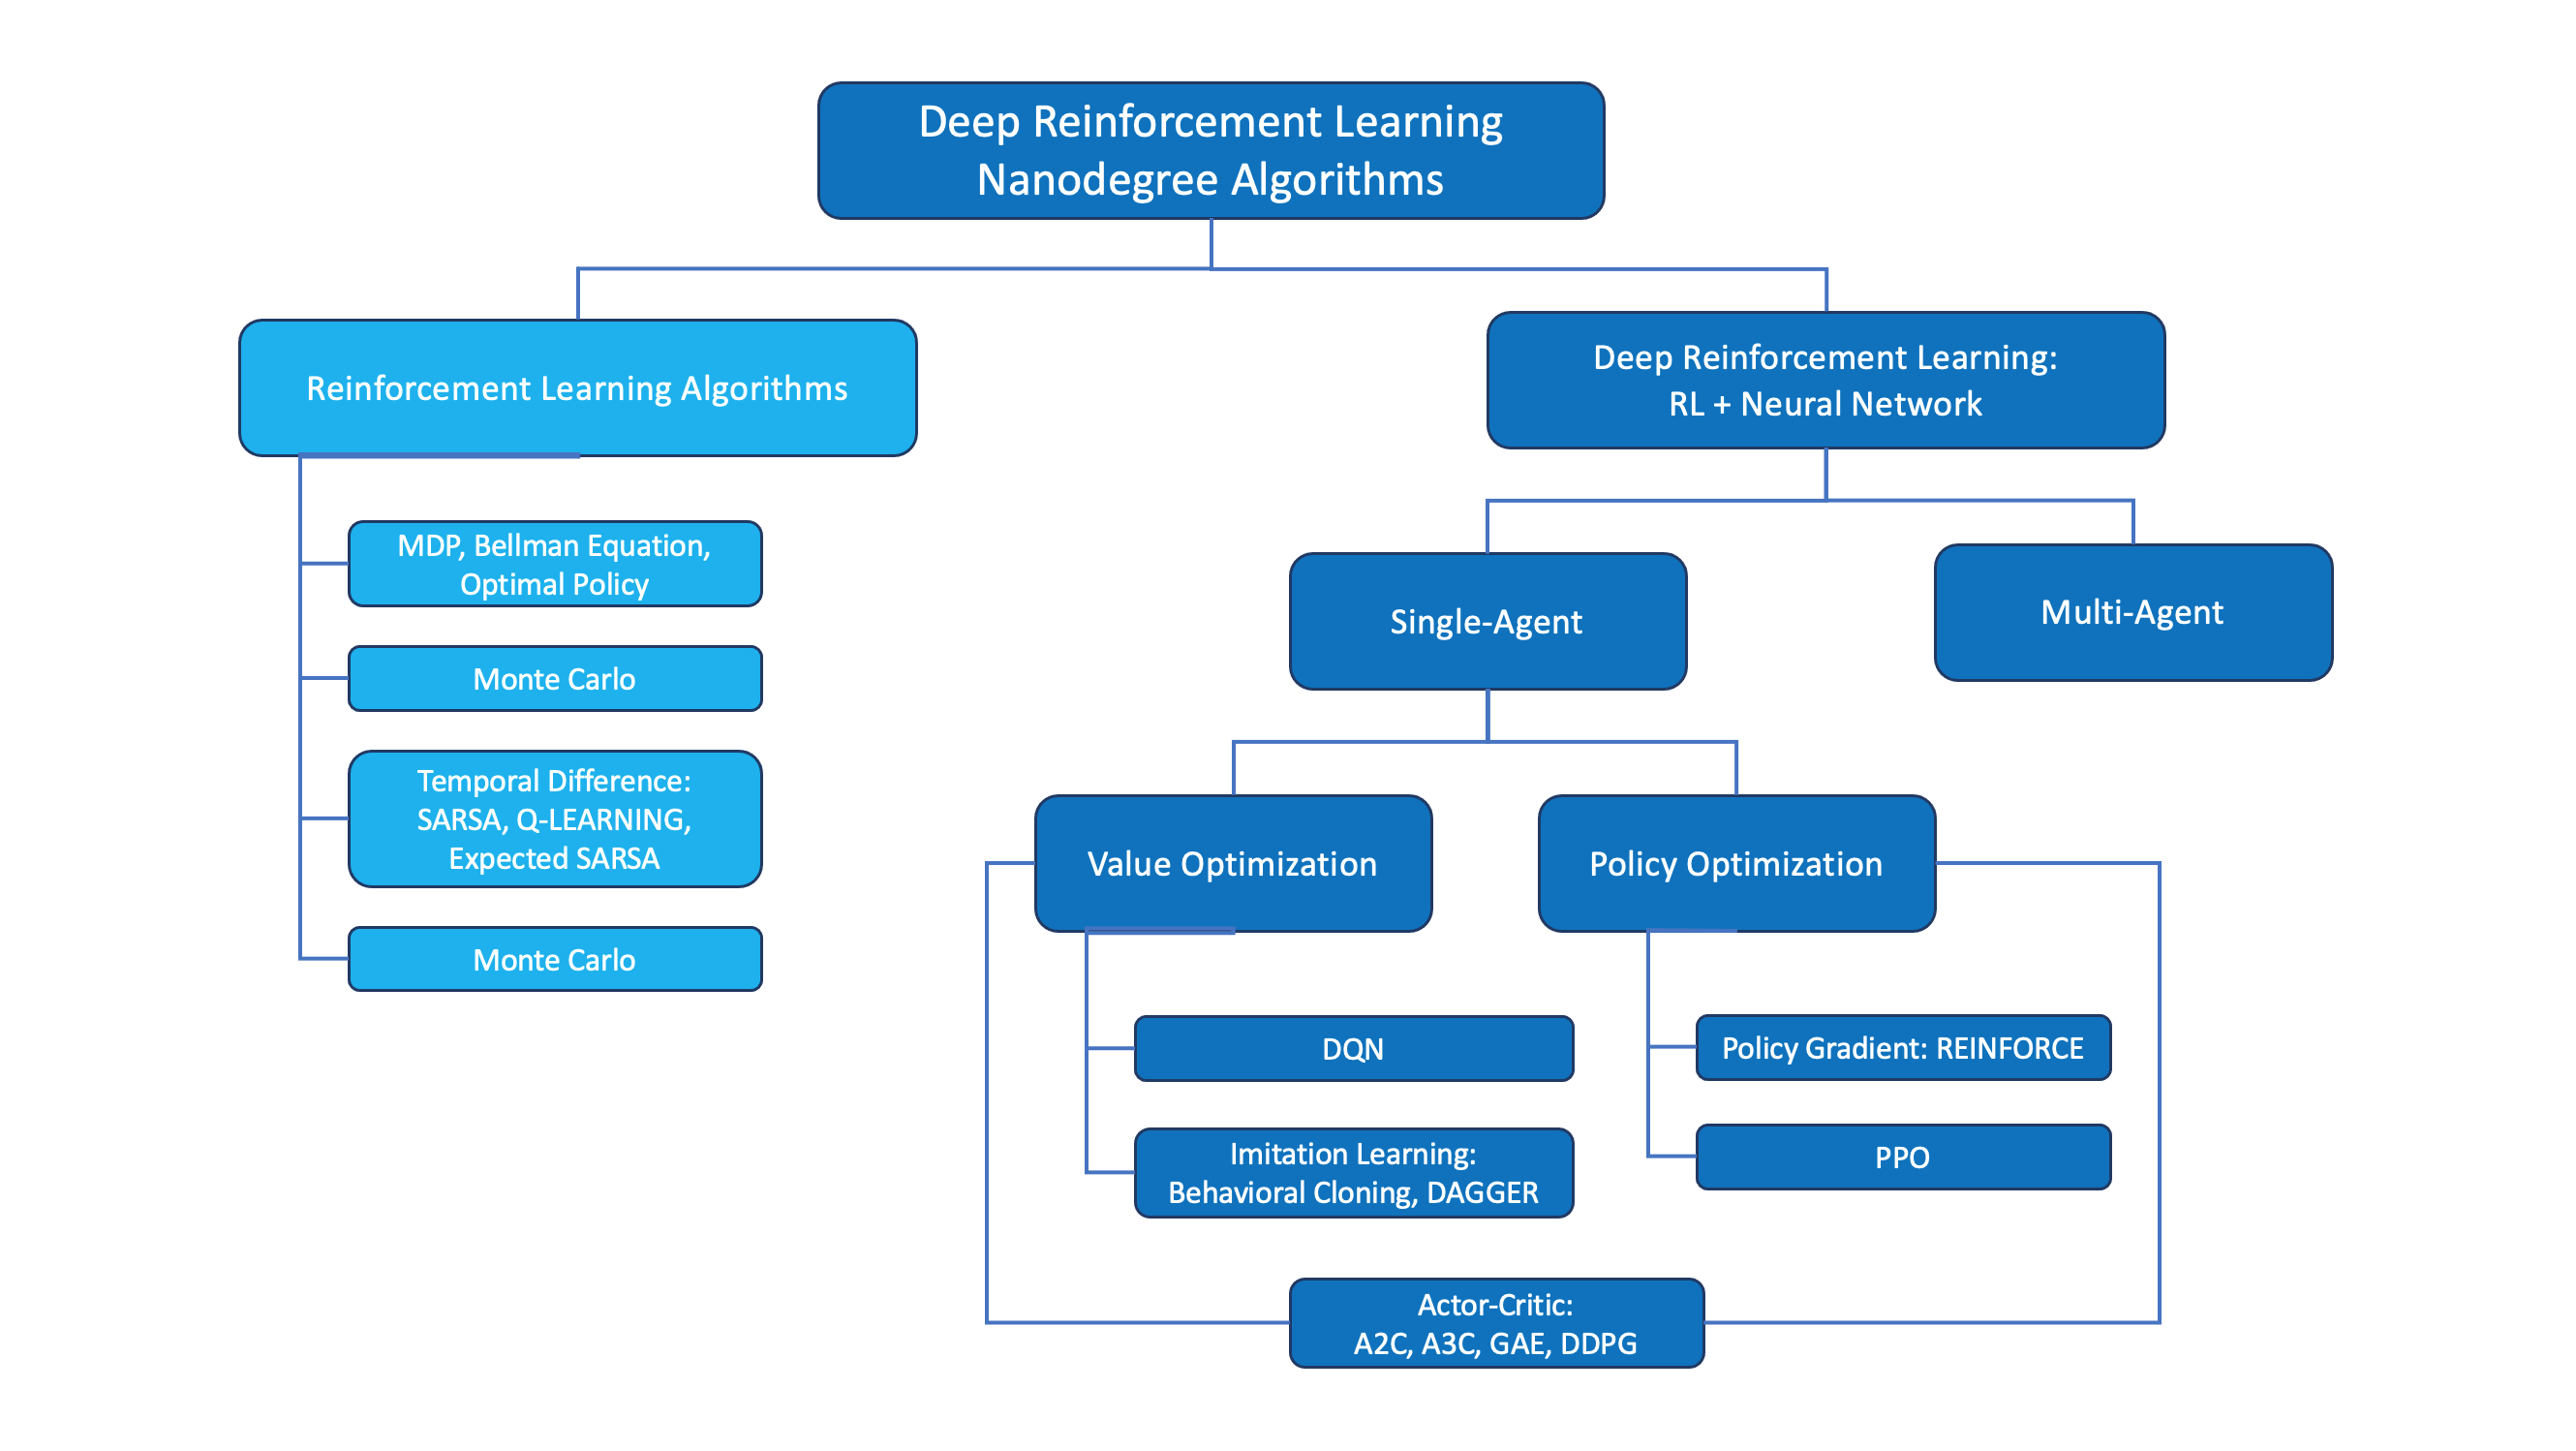 Deep Reinforcement Learning
Nanodegree Algorithms
Reinforcement Learning Algorithms
MDP, Bellman Equation,
Optimal Policy
Monte Carlo
Temporal Difference:
SARSA, Q-LEARNING,
Expected SARSA
Monte Carlo
Deep Reinforcement Learning:
RL + Neural Network
Single-Agent
Multi-Agent
Value Optimization
Policy Optimization
DQN
Imitation Learning:
Behavioral Cloning, DAGGER
Policy Gradient: REINFORCE
PPO
Actor-Critic:
A2C, A3C, GAE, DDPG